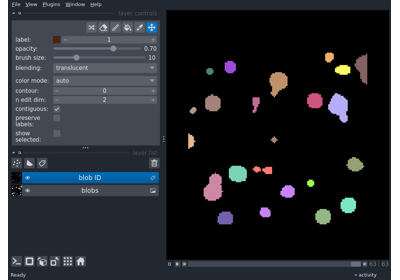 File View Plugins Window Help
layer controls
label: 1
opacity: 0.70
brush size: 10
blending: translucent
color mode: auto
contour: 0
n edit dim: 2
contiguous:
preserve
labels:
show
selected:
layer list
blob ID
blobs
0 63 63
Ready activity